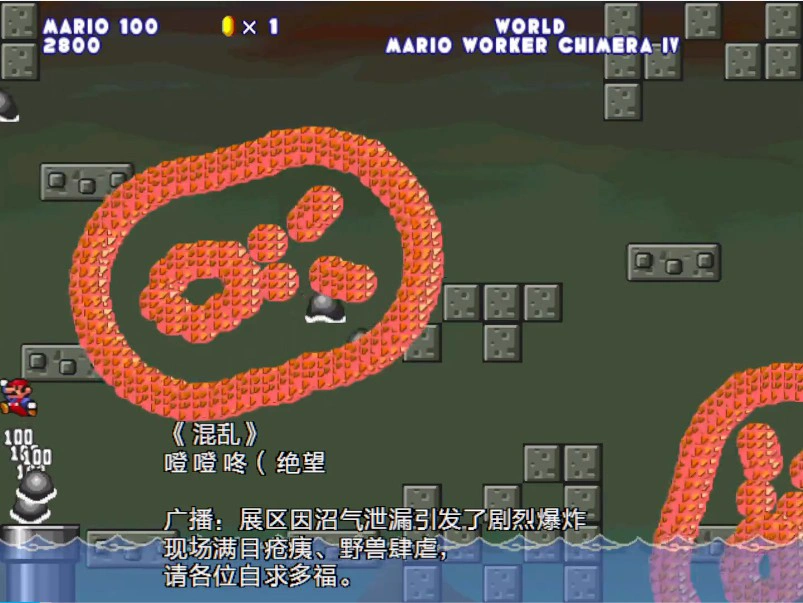 MARIO 100
× 1
WORLD
2800
MARIO WORKER CHIMERA IV
100
100
《混乱》
噔噔咚(绝望
广播：展区因沼气泄漏引发了剧烈爆炸
现场满目疮痍、野兽肆虐，
请各位自求多福。